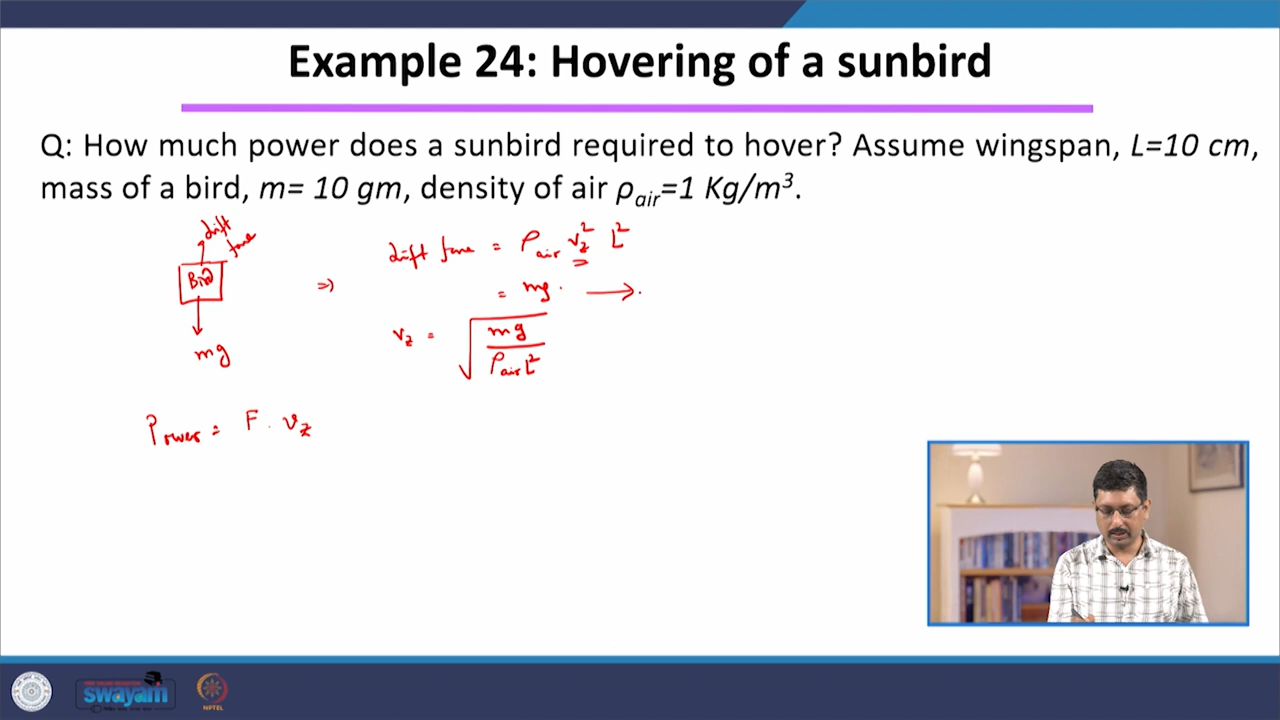 Example 24: Hovering of a sunbird
Q: How much power does a sunbird required to hover? Assume wingspan, L=10 cm,
mass of a bird, m= 10 gm, density of air ρair=1 Kg/m³.
drift
force
Bird
mg
⇒ drift force = ρair vz² L²
= mg. →
vz = √(mg / ρair L²)
Power = F. vz
swayam
NPTEL